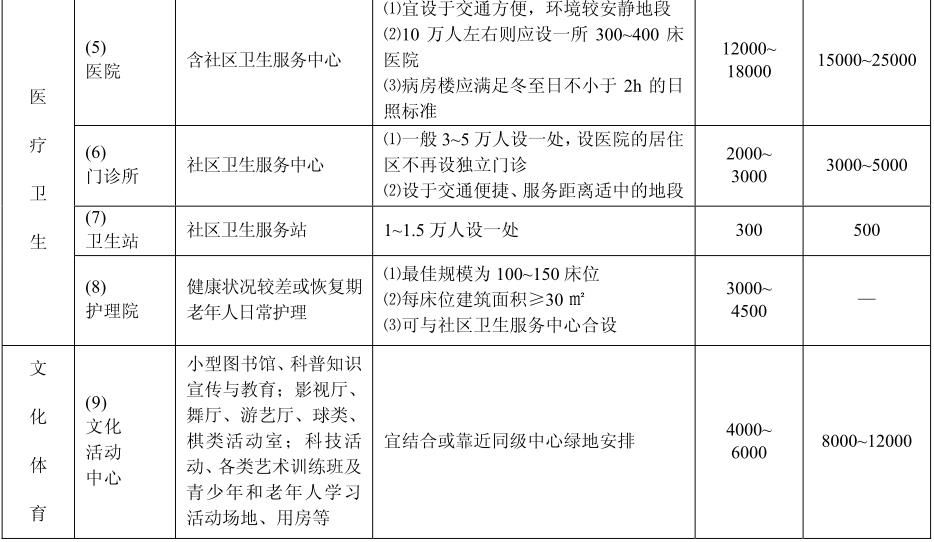 医
疗
卫
生
(5)
医院
含社区卫生服务中心
⑴宜设于交通方便，环境较安静地段
⑵10 万人左右则应设一所 300~400 床
医院
⑶病房楼应满足冬至日不小于 2h 的日
照标准
12000~
18000
15000~25000
(6)
门诊所
社区卫生服务中心
⑴一般 3~5 万人设一处，设医院的居住
区不再设独立门诊
⑵设于交通便捷、服务距离适中的地段
2000~
3000
3000~5000
(7)
卫生站
社区卫生服务站
1~1.5 万人设一处
300
500
(8)
护理院
健康状况较差或恢复期
老年人日常护理
⑴最佳规模为 100~150 床位
⑵每床位建筑面积≥30 ㎡
⑶可与社区卫生服务中心合设
3000~
4500
—
文
化
体
育
(9)
文化
活动
中心
小型图书馆、科普知识
宣传与教育；影视厅、
舞厅、游艺厅、球类、
棋类活动室；科技活
动、各类艺术训练班及
青少年和老年人学习
活动场地、用房等
宜结合或靠近同级中心绿地安排
4000~
6000
8000~12000